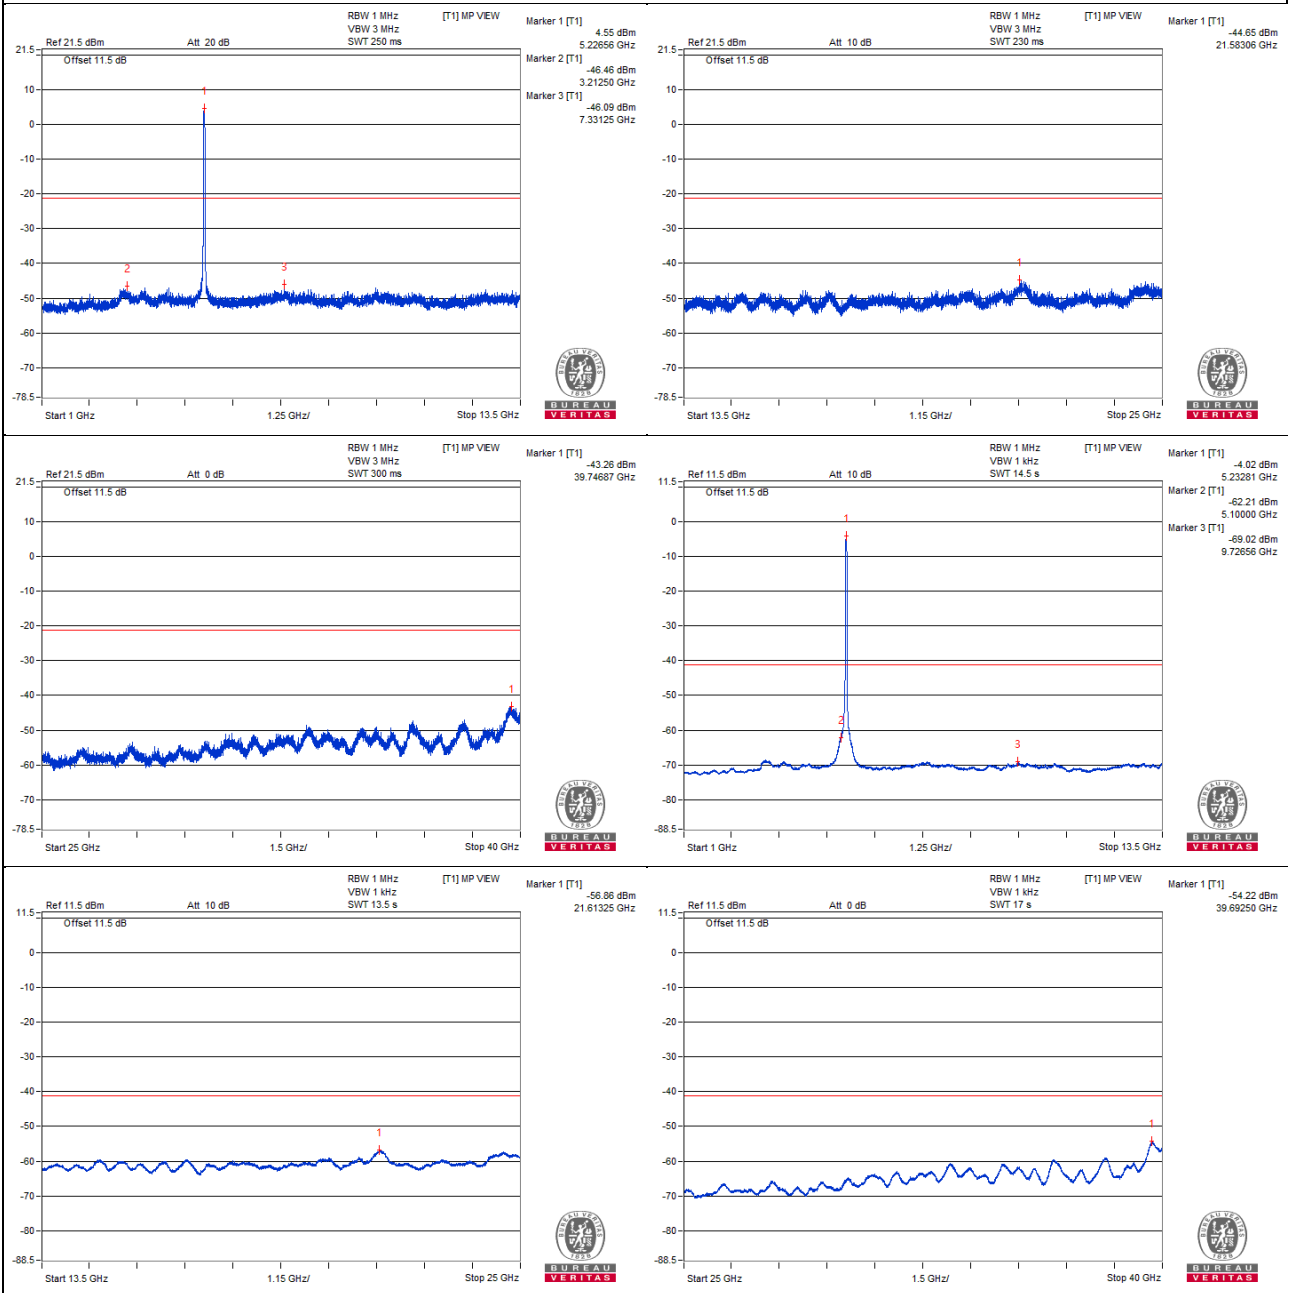 RBW 1 MHz [T1] MP VIEW
VBW 3 MHz
Ref 21.5 dBm Att 20 dB SWT 250 ms
Offset 11.5 dB
Marker 1 [T1]
4.55 dBm
5.22656 GHz
Marker 2 [T1]
-46.46 dBm
3.21250 GHz
Marker 3 [T1]
-46.09 dBm
7.33125 GHz
21.5
10
0
-10
-20
-30
-40
-50
-60
-70
-78.5
1
2
3
Start 1 GHz 1.25 GHz/ Stop 13.5 GHz
BUREAU VERITAS
1828
BUREAU
VERITAS
RBW 1 MHz [T1] MP VIEW
VBW 3 MHz
Ref 21.5 dBm Att 10 dB SWT 230 ms
Offset 11.5 dB
Marker 1 [T1]
-44.65 dBm
21.58306 GHz
21.5
10
0
-10
-20
-30
-40
-50
-60
-70
-78.5
1
Start 13.5 GHz 1.15 GHz/ Stop 25 GHz
BUREAU VERITAS
1828
BUREAU
VERITAS
RBW 1 MHz [T1] MP VIEW
VBW 3 MHz
Ref 21.5 dBm Att 0 dB SWT 300 ms
Offset 11.5 dB
Marker 1 [T1]
-43.26 dBm
39.74687 GHz
21.5
10
0
-10
-20
-30
-40
-50
-60
-70
-78.5
1
Start 25 GHz 1.5 GHz/ Stop 40 GHz
BUREAU VERITAS
1828
BUREAU
VERITAS
RBW 1 MHz [T1] MP VIEW
VBW 1 kHz
Ref 11.5 dBm Att 10 dB SWT 14.5 s
Offset 11.5 dB
Marker 1 [T1]
-4.02 dBm
5.23281 GHz
Marker 2 [T1]
-62.21 dBm
5.10000 GHz
Marker 3 [T1]
-69.02 dBm
9.72656 GHz
11.5
0
-10
-20
-30
-40
-50
-60
-70
-80
-88.5
1
2
3
Start 1 GHz 1.25 GHz/ Stop 13.5 GHz
BUREAU VERITAS
1828
BUREAU
VERITAS
RBW 1 MHz [T1] MP VIEW
VBW 1 kHz
Ref 11.5 dBm Att 10 dB SWT 13.5 s
Offset 11.5 dB
Marker 1 [T1]
-56.86 dBm
21.61325 GHz
11.5
0
-10
-20
-30
-40
-50
-60
-70
-80
-88.5
1
Start 13.5 GHz 1.15 GHz/ Stop 25 GHz
BUREAU VERITAS
1828
BUREAU
VERITAS
RBW 1 MHz [T1] MP VIEW
VBW 1 kHz
Ref 11.5 dBm Att 0 dB SWT 17 s
Offset 11.5 dB
Marker 1 [T1]
-54.22 dBm
39.69250 GHz
11.5
0
-10
-20
-30
-40
-50
-60
-70
-80
-88.5
1
Start 25 GHz 1.5 GHz/ Stop 40 GHz
BUREAU VERITAS
1828
BUREAU
VERITAS